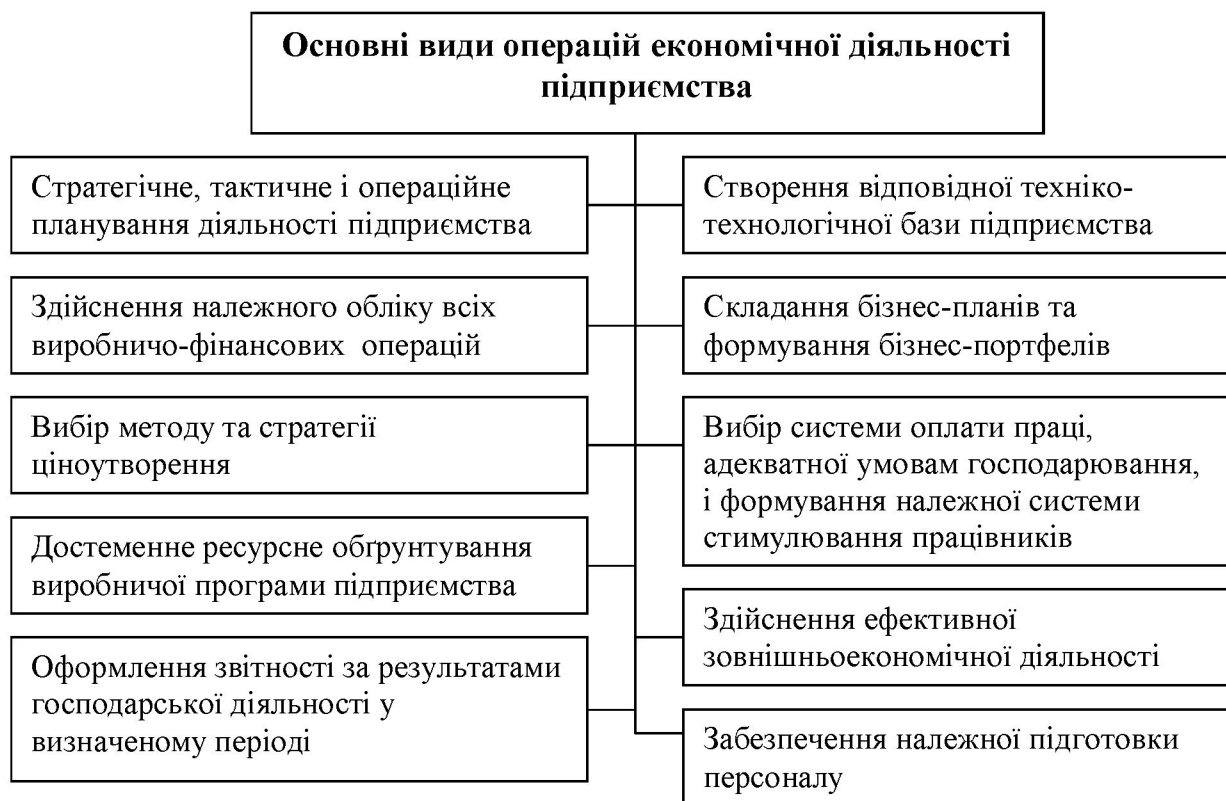 Основні види операцій економічної діяльності
підприємства
Стратегічне, тактичне і операційне
планування діяльності підприємства
Здійснення належного обліку всіх
виробничо-фінансових операцій
Вибір методу та стратегії
ціноутворення
Достеменне ресурсне обґрунтування
виробничої програми підприємства
Оформлення звітності за результатами
господарської діяльності у
визначеному періоді
Створення відповідної техніко-
технологічної бази підприємства
Складання бізнес-планів та
формування бізнес-портфелів
Вибір системи оплати праці,
адекватної умовам господарювання,
і формування належної системи
стимулювання працівників
Здійснення ефективної
зовнішньоекономічної діяльності
Забезпечення належної підготовки
персоналу